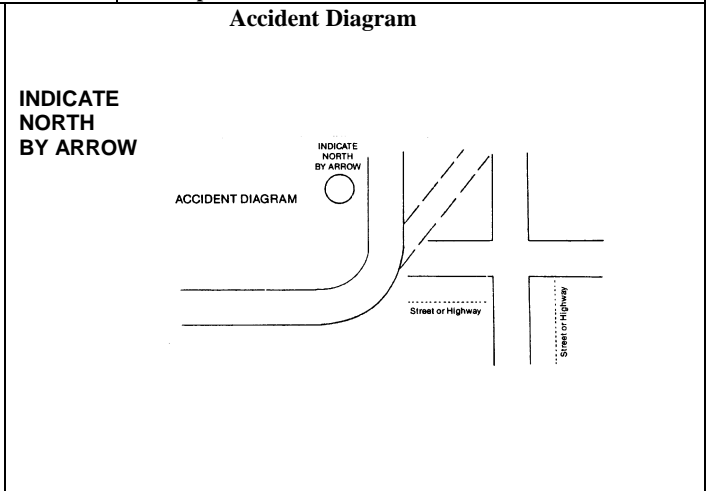 Accident Diagram
INDICATE
NORTH
BY ARROW
INDICATE
NORTH
BY ARROW
ACCIDENT DIAGRAM
Street or Highway
Street or Highway